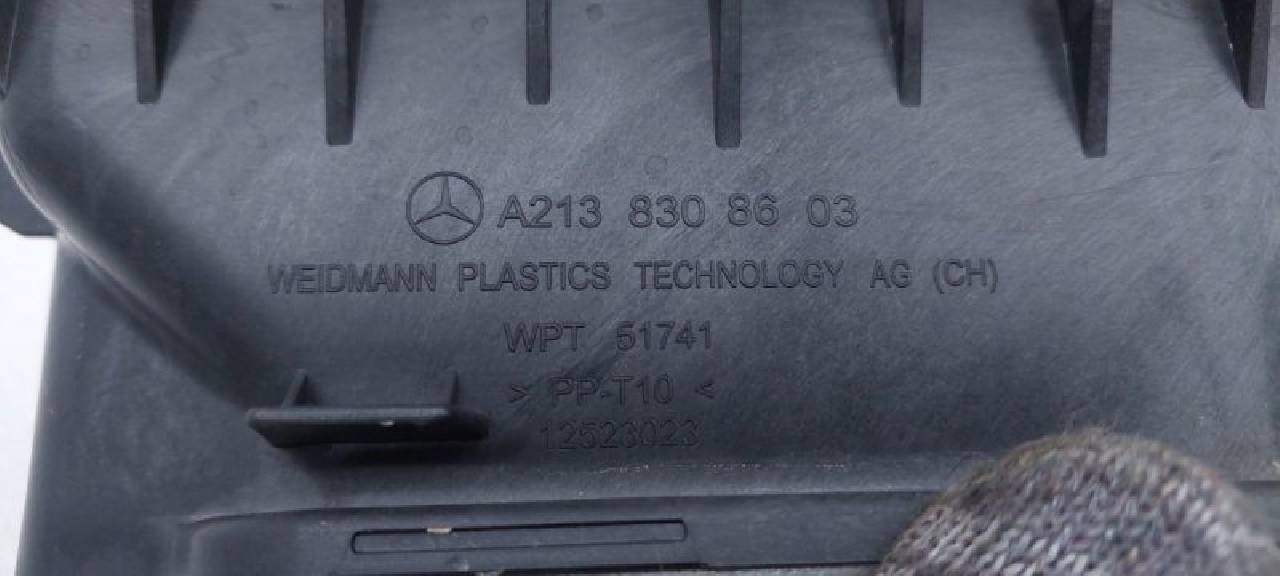 A213 830 86 03
WEIDMANN PLASTICS TECHNOLOGY AG (CH)
WPT 51741
> PP-T10 <
12523023